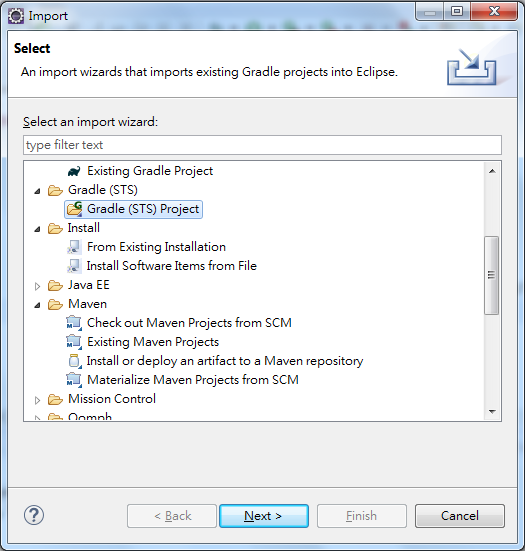 Import
Select
An import wizards that imports existing Gradle projects into Eclipse.
Select an import wizard:
type filter text
Existing Gradle Project
Gradle (STS)
Gradle (STS) Project
Install
From Existing Installation
Install Software Items from File
Java EE
Maven
Check out Maven Projects from SCM
Existing Maven Projects
Install or deploy an artifact to a Maven repository
Materialize Maven Projects from SCM
Mission Control
Oomph
? < Back Next > Finish Cancel